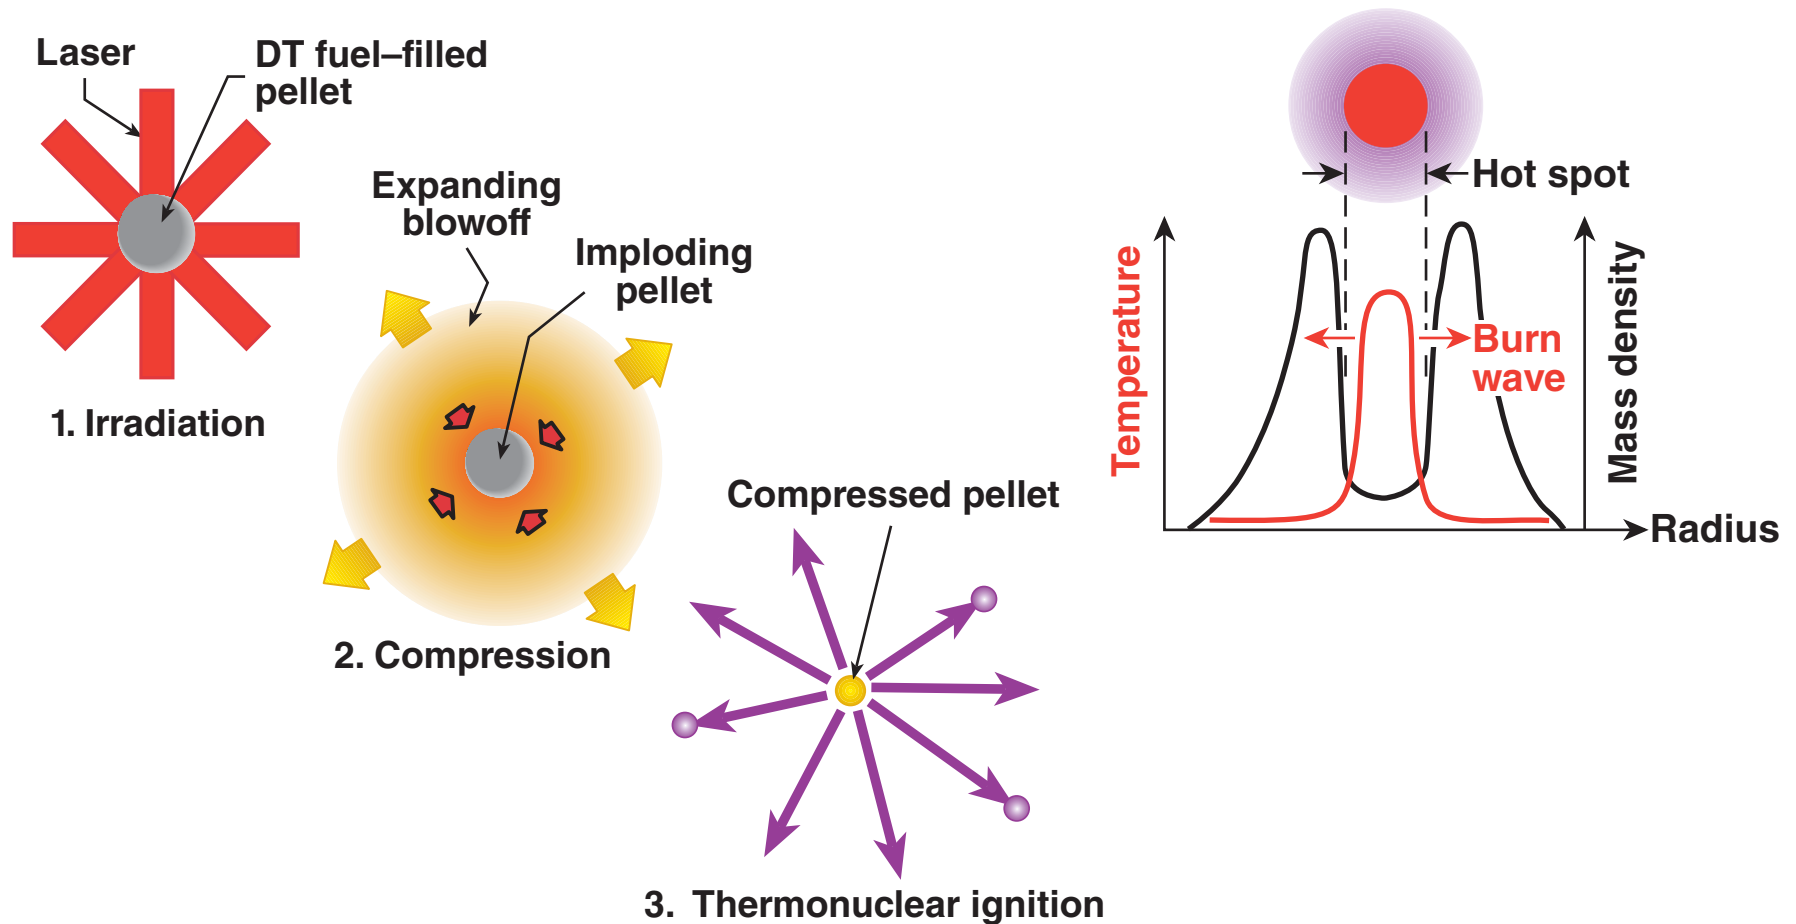 Laser
DT fuel–filled
pellet
1. Irradiation
Expanding
blowoff
Imploding
pellet
2. Compression
Compressed pellet
3. Thermonuclear ignition
Hot spot
Temperature
Burn
wave
Mass density
Radius